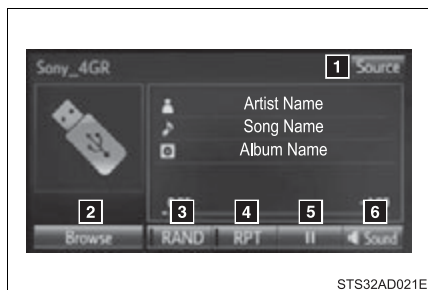 Sony_4GR
1 Source
Artist Name
Song Name
Album Name
2 3 4 5 6
Browse RAND RPT II Sound
STS32AD021E